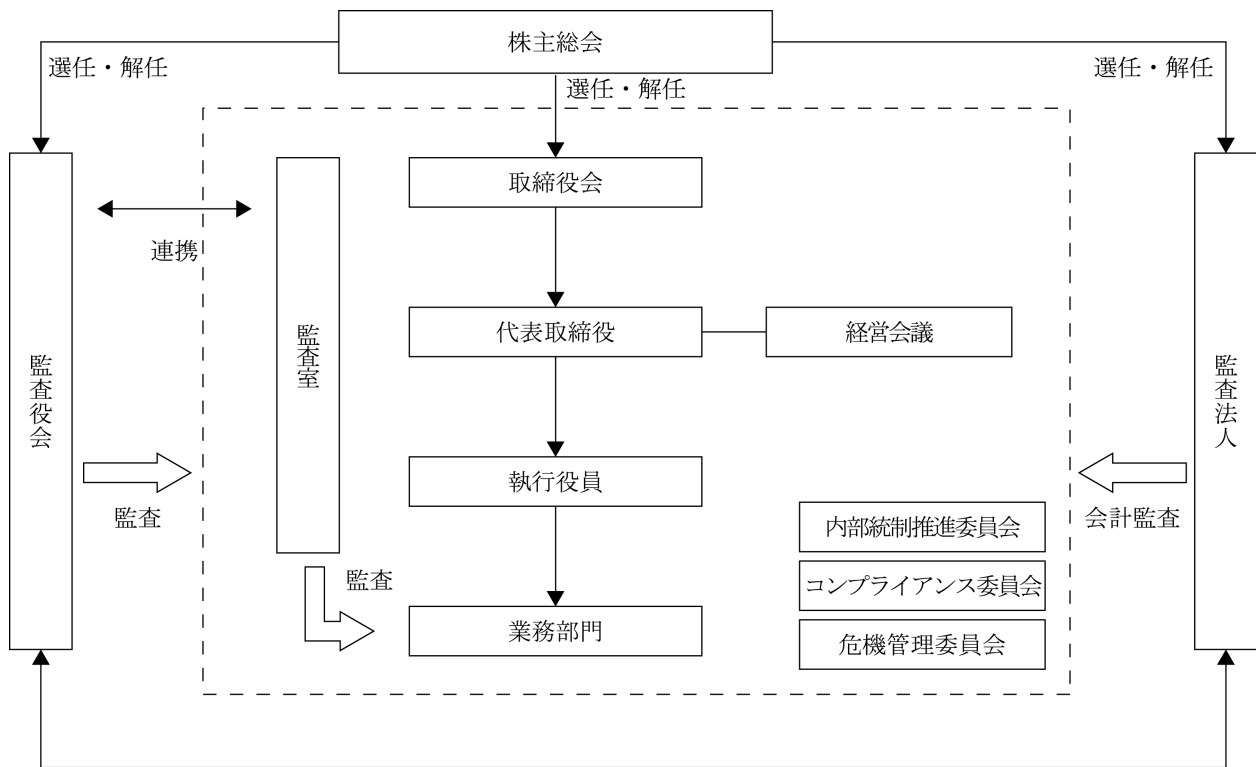 株主総会
選任・解任
選任・解任
選任・解任
取締役会
連携
代表取締役
経営会議
監査室
監査役会
監査法人
執行役員
監査
会計監査
内部統制推進委員会
コンプライアンス委員会
監査
業務部門
危機管理委員会